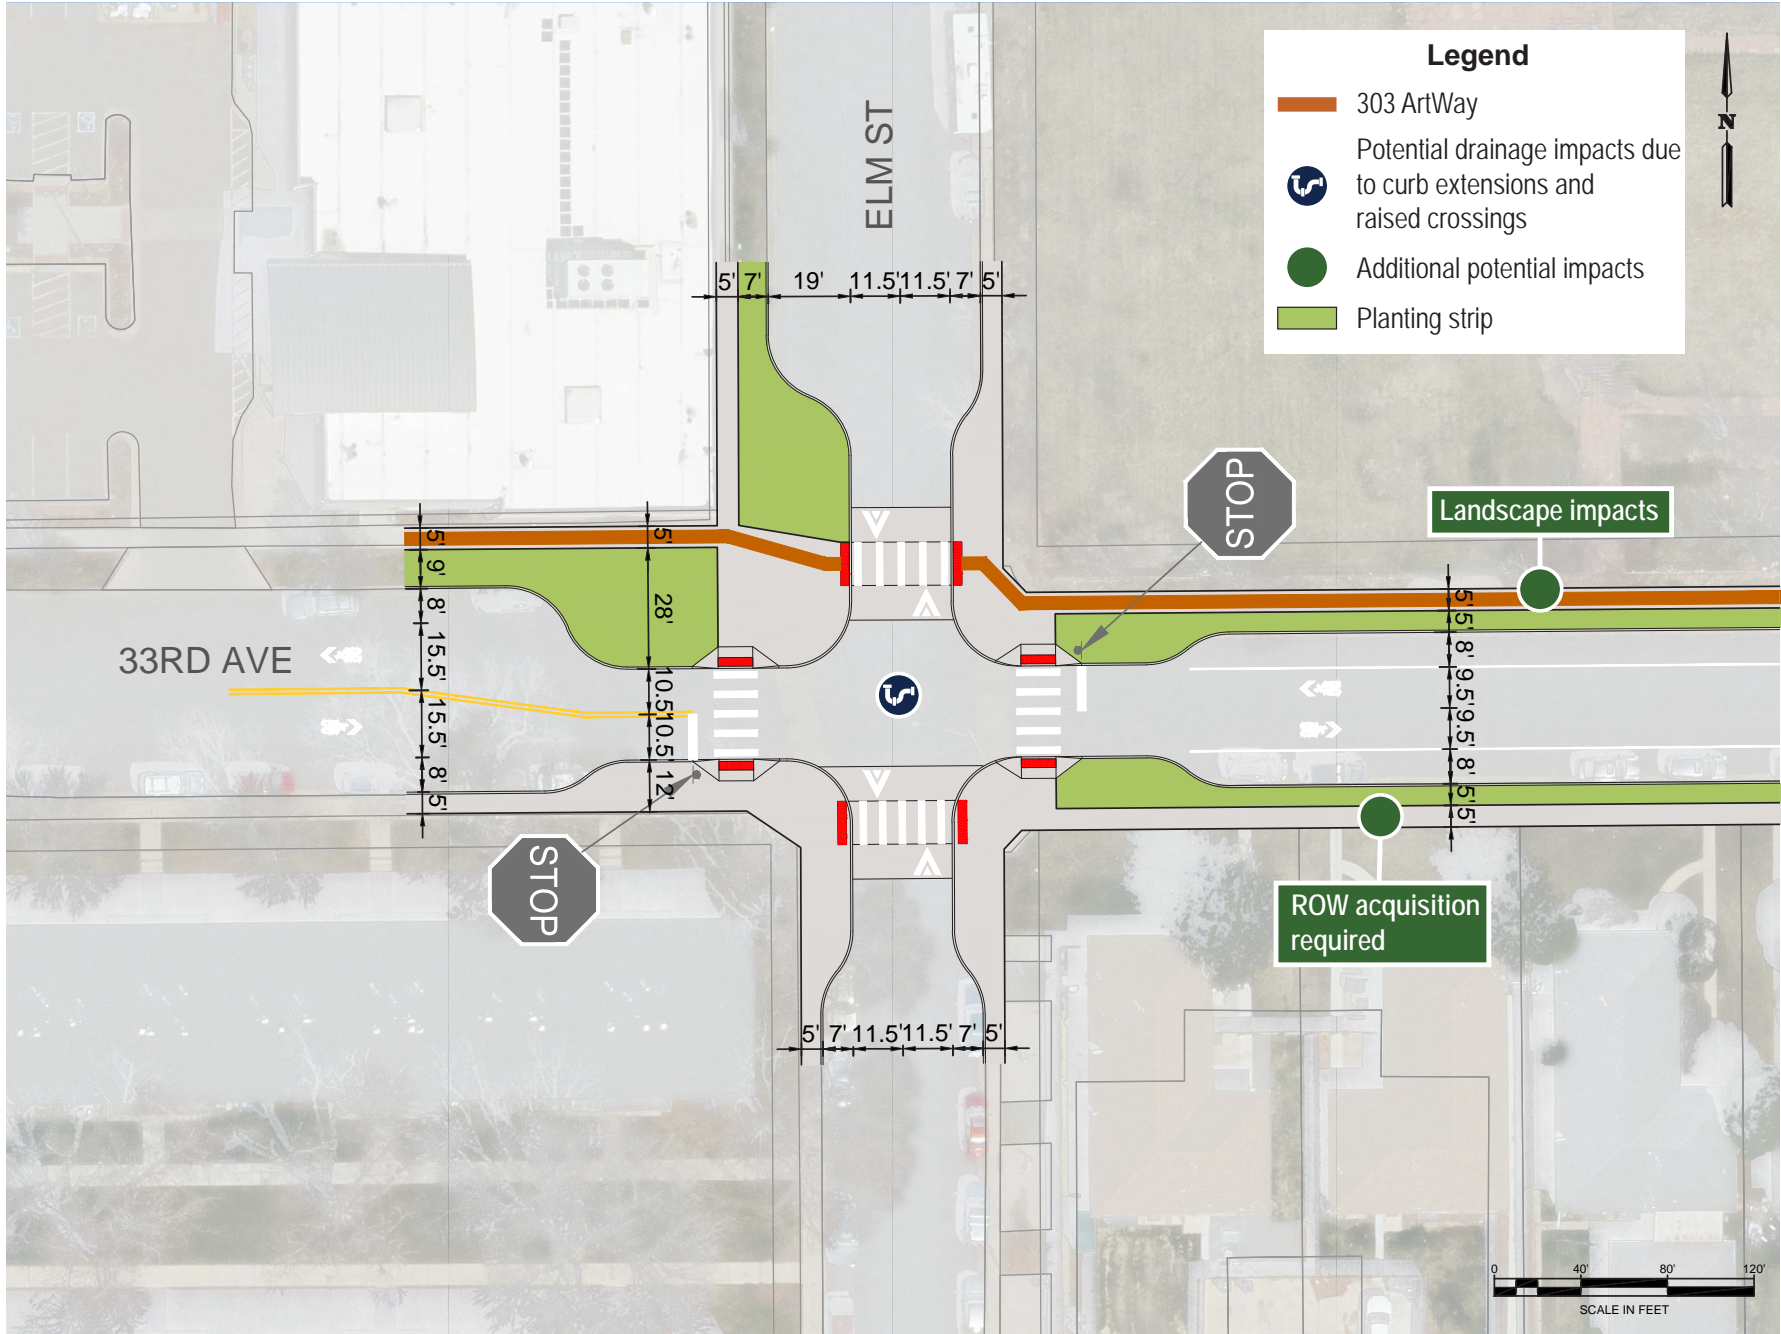 Legend
303 ArtWay
Potential drainage impacts due
to curb extensions and
raised crossings
Additional potential impacts
Planting strip
N
ELM ST
5' 7' 19' 11.5' 11.5' 7' 5'
STOP
Landscape impacts
33RD AVE
5'
9'
8'
15.5'
15.5'
8'
5'
5'
28'
10.5'
10.5'
12'
5'
5'
8'
9.5'
9.5'
8'
5'
5'
STOP
ROW acquisition
required
5' 7' 11.5' 11.5' 7' 5'
0 40' 80' 120'
SCALE IN FEET